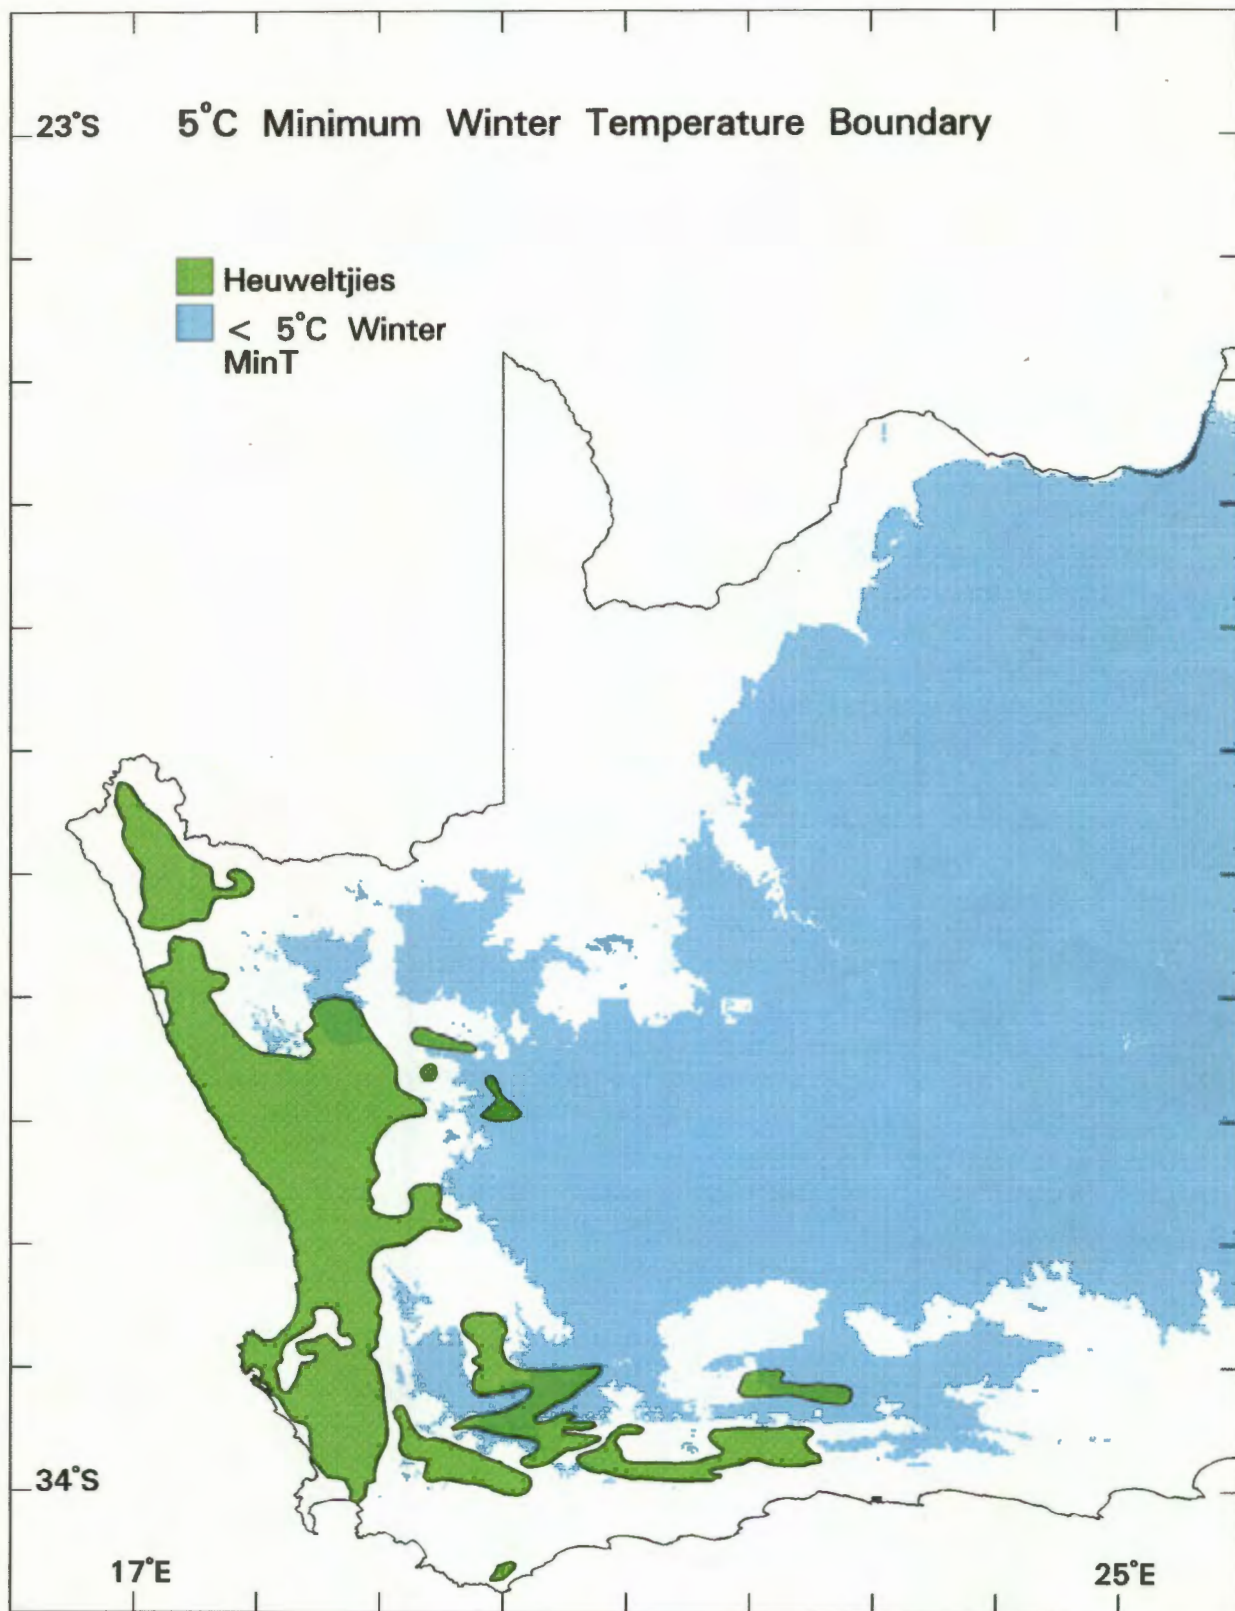 23°S
5°C Minimum Winter Temperature Boundary
Heuweltjies
< 5°C Winter
MinT
34°S
17°E
25°E